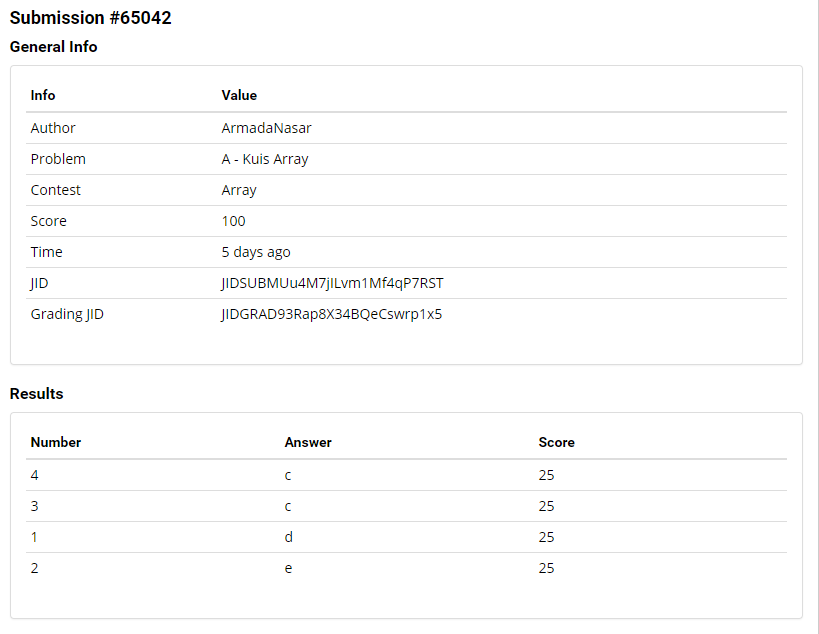 Submission #65042
General Info
Info Value
Author ArmadaNasar
Problem A - Kuis Array
Contest Array
Score 100
Time 5 days ago
JID JIDSUBMUu4M7jILvm1Mf4qP7RST
Grading JID JIDGRAD93Rap8X34BQeCswrp1x5
Results
Number Answer Score
4 c 25
3 c 25
1 d 25
2 e 25